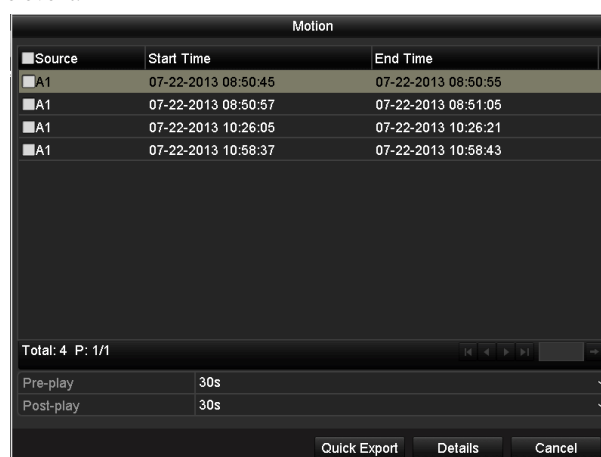 Motion
Source Start Time End Time
A1 07-22-2013 08:50:45 07-22-2013 08:50:55
A1 07-22-2013 08:50:57 07-22-2013 08:51:05
A1 07-22-2013 10:26:05 07-22-2013 10:26:21
A1 07-22-2013 10:58:37 07-22-2013 10:58:43
Total: 4 P: 1/1
Pre-play 30s
Post-play 30s
Quick Export Details Cancel